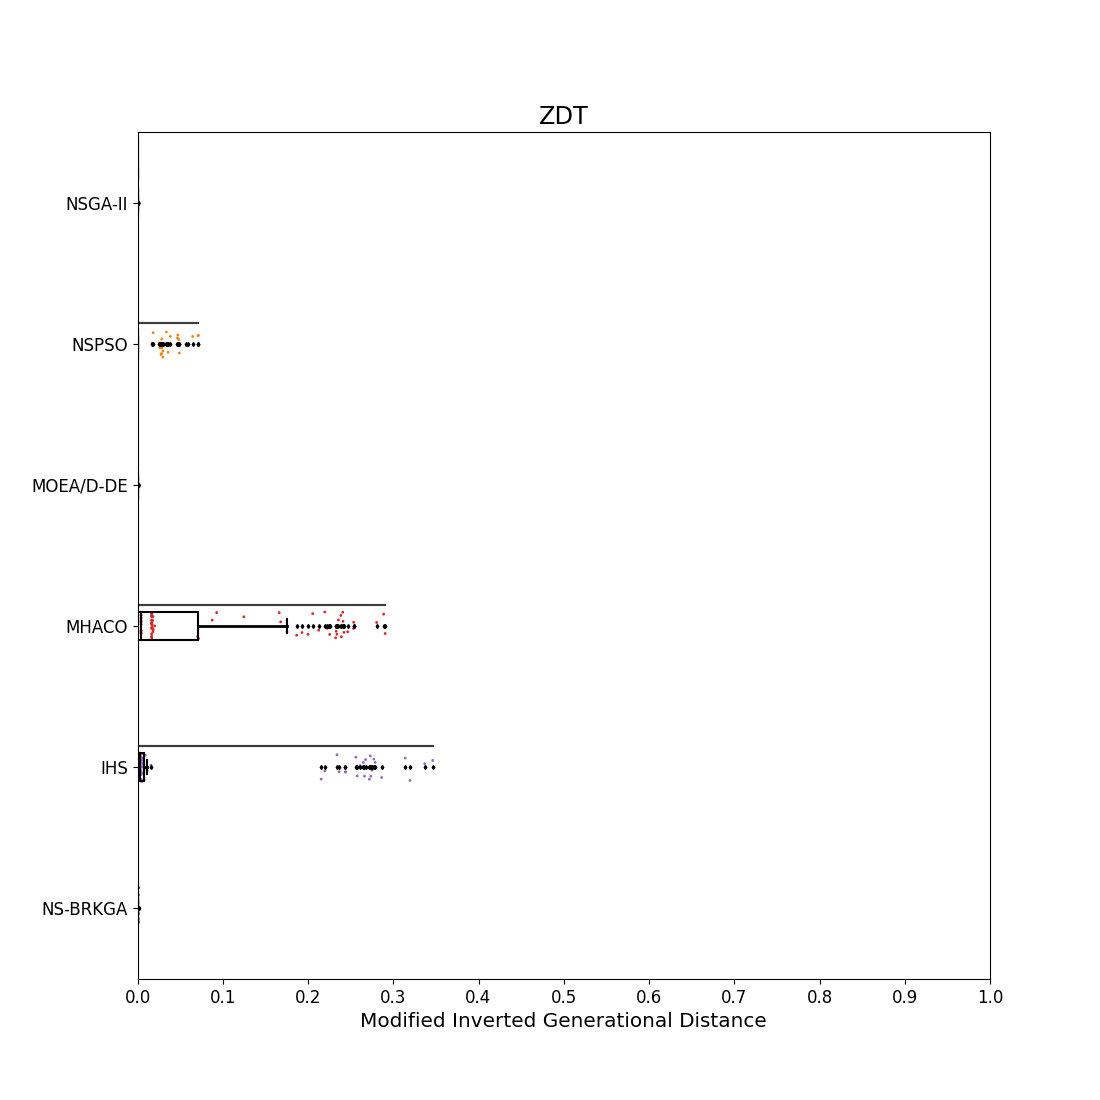 ZDT
NSGA-II
NSPSO
MOEA/D-DE
MHACO
IHS
NS-BRKGA
0.0 0.1 0.2 0.3 0.4 0.5 0.6 0.7 0.8 0.9 1.0
Modified Inverted Generational Distance